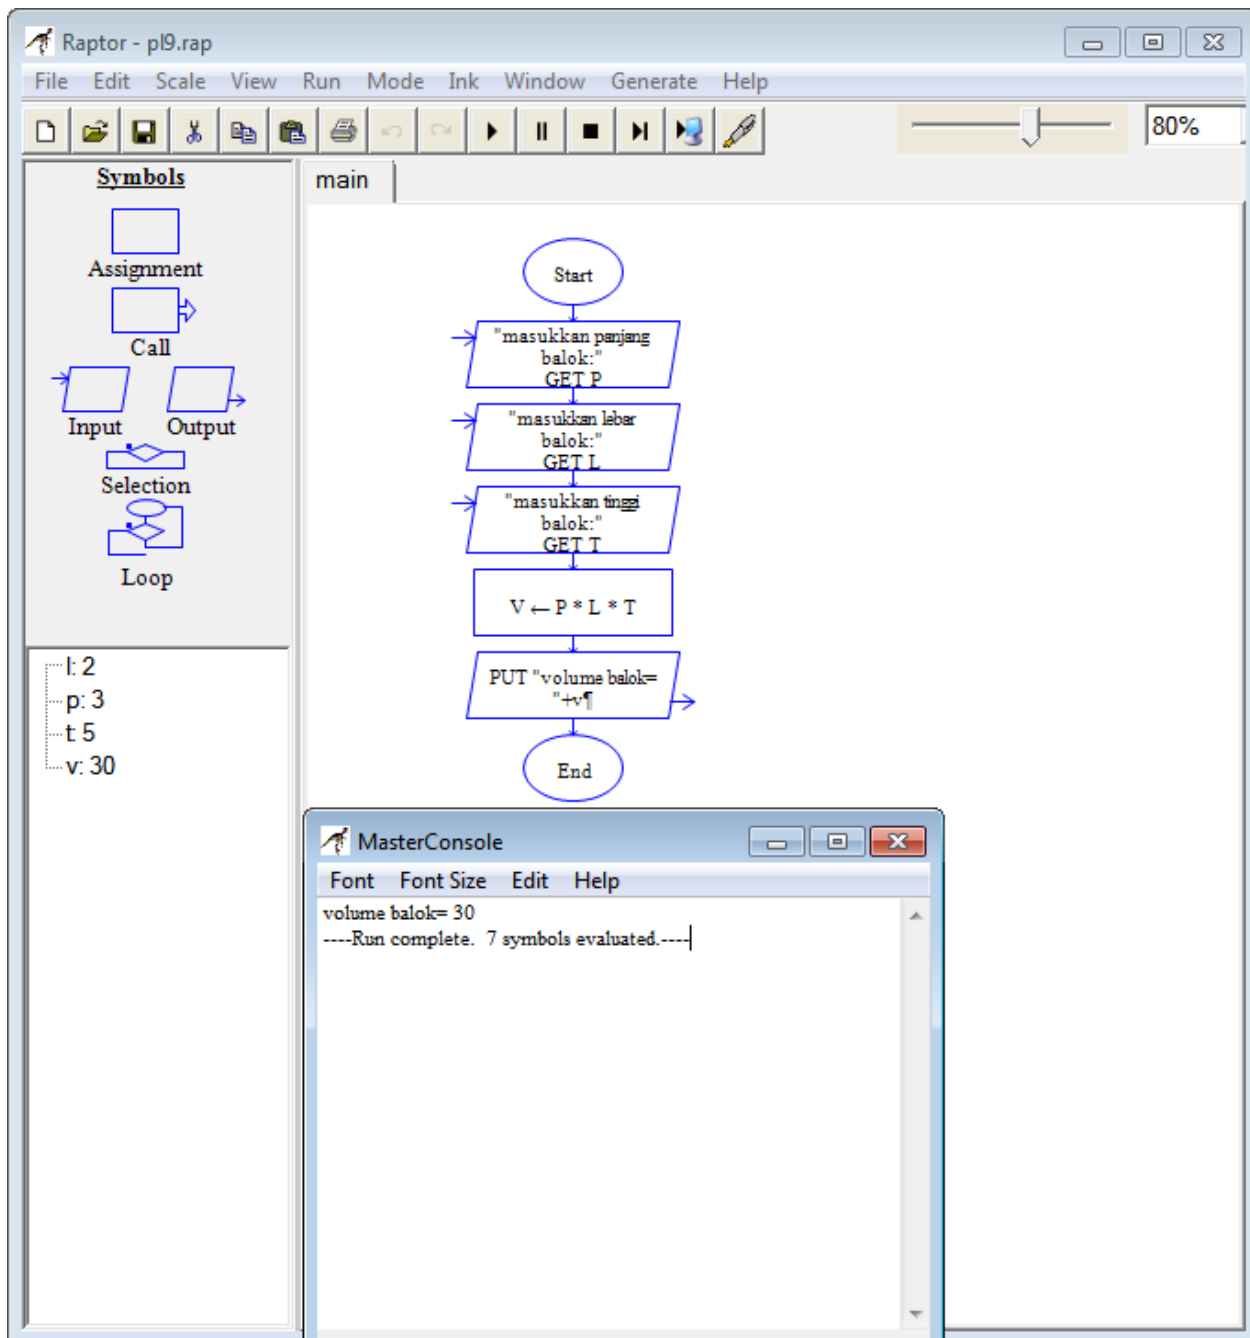 Raptor - pl9.rap
File Edit Scale View Run Mode Ink Window Generate Help
80%
Symbols
Assignment
Call
Input Output
Selection
Loop
l: 2
p: 3
t: 5
v: 30
main
Start
"masukkan panjang
balok:"
GET P
"masukkan lebar
balok:"
GET L
"masukkan tinggi
balok:"
GET T
V ← P * L * T
PUT "volume balok=
"+v¶
End
MasterConsole
Font Font Size Edit Help
volume balok= 30
----Run complete. 7 symbols evaluated.----